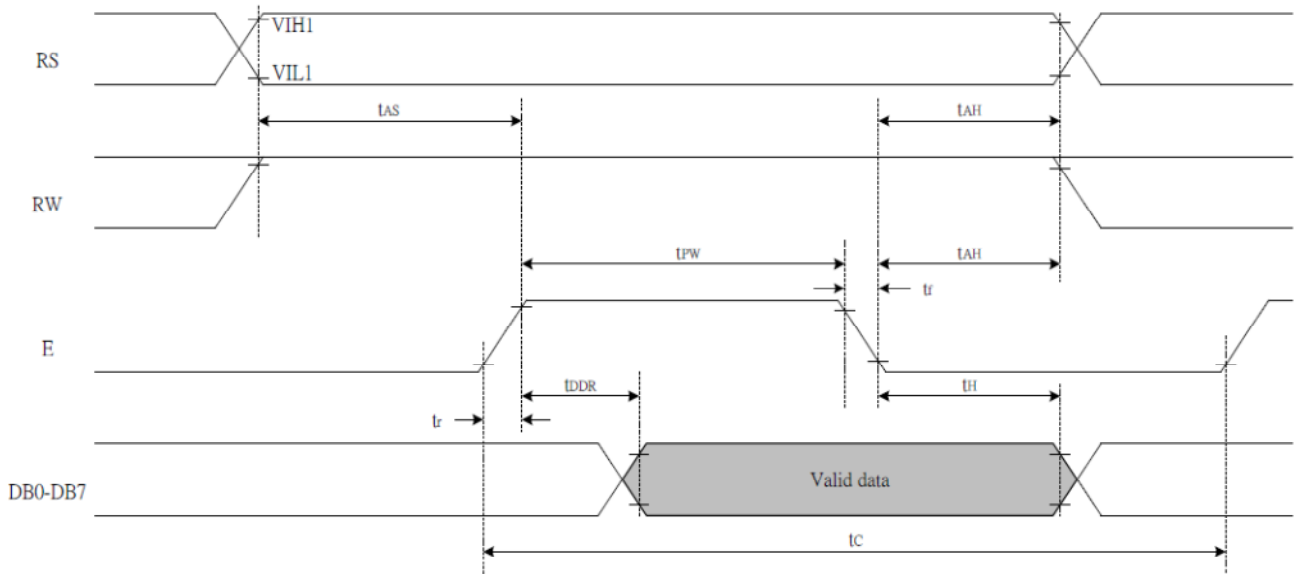 VIH1
RS
VIL1
tAS
tAH
RW
tPW
tAH
tf
E
tDDR
tH
tr
Valid data
DB0-DB7
tC